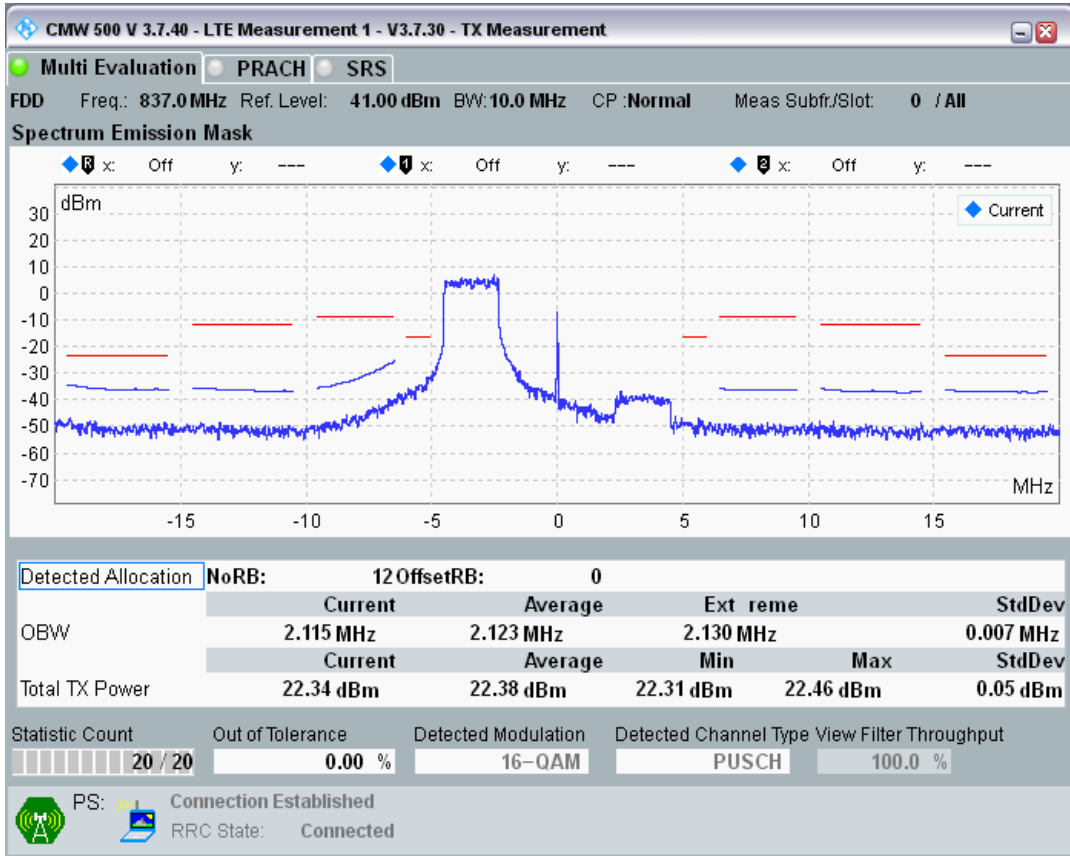 CMW 500 V 3.7.40 - LTE Measurement 1 - V3.7.30 - TX Measurement
Multi Evaluation PRACH SRS
FDD Freq.: 837.0 MHz Ref. Level: 41.00 dBm BW: 10.0 MHz CP :Normal Meas Subfr./Slot: 0 / All
Spectrum Emission Mask
R x: Off y: --- 1 x: Off y: --- 2 x: Off y: ---
dBm
Current
30
20
10
0
-10
-20
-30
-40
-50
-60
-70
MHz
-15 -10 -5 0 5 10 15
Detected Allocation NoRB: 12 OffsetRB: 0
Current Average Ext reme StdDev
OBW 2.115 MHz 2.123 MHz 2.130 MHz 0.007 MHz
Current Average Min Max StdDev
Total TX Power 22.34 dBm 22.38 dBm 22.31 dBm 22.46 dBm 0.05 dBm
Statistic Count Out of Tolerance Detected Modulation Detected Channel Type View Filter Throughput
20 / 20 0.00 % 16-QAM PUSCH 100.0 %
PS: Connection Established
RRC State: Connected